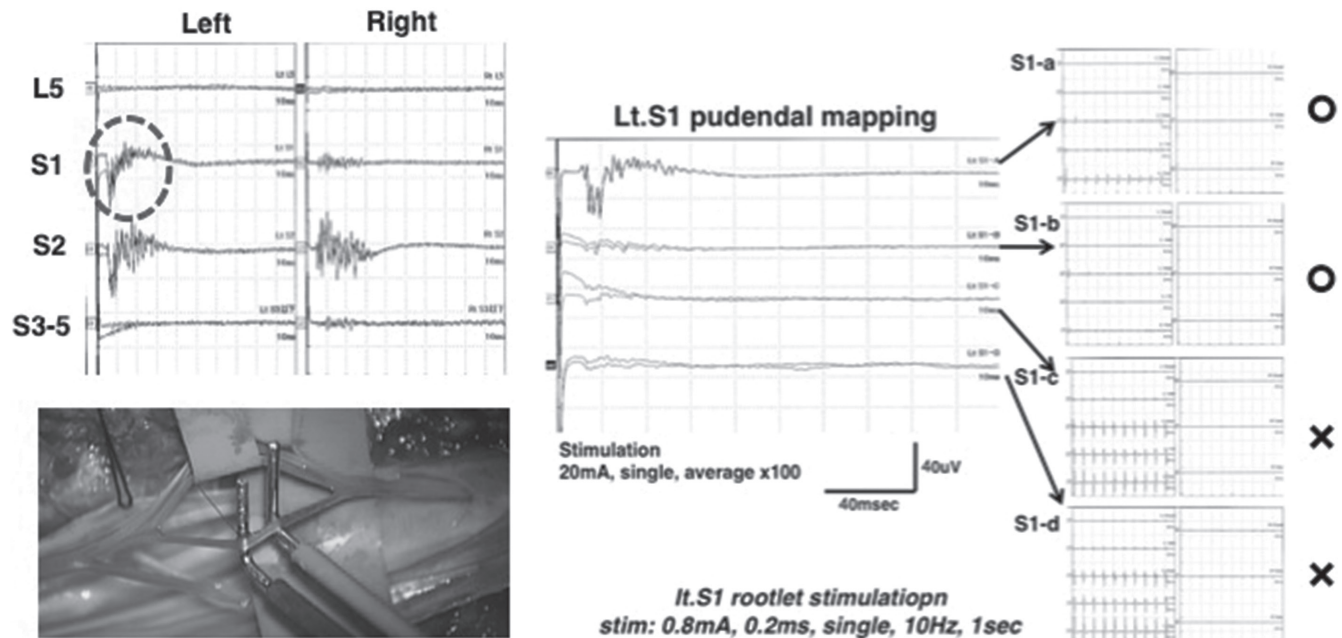 Left
Right
L5
S1
S2
S3-5
Lt.S1 pudendal mapping
Stimulation
20mA, single, average x100
40uV
40msec
S1-a
S1-b
S1-c
S1-d
lt.S1 rootlet stimulatiopn
stim: 0.8mA, 0.2ms, single, 10Hz, 1sec